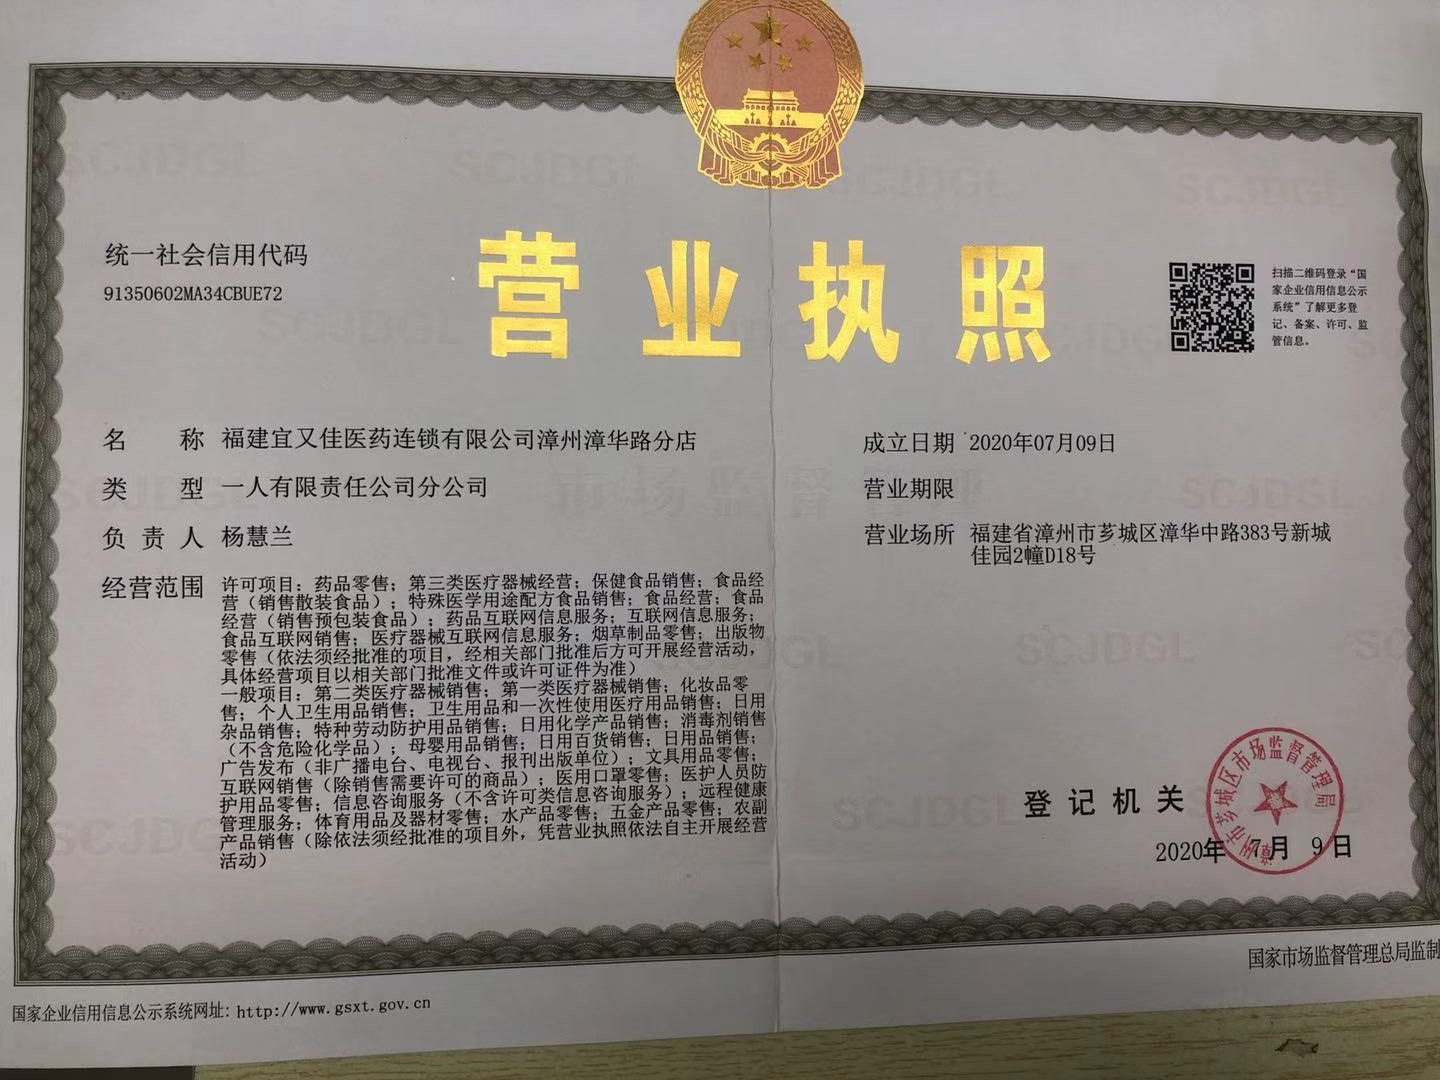 营业执照
统一社会信用代码
91350602MA34CBUE72
扫描二维码登录“国
家企业信用信息公示
系统”了解更多登
记、备案、许可、监
管信息。
名称 福建宜又佳医药连锁有限公司漳州漳华路分店
类型 一人有限责任公司分公司
负责人 杨慧兰
经营范围 许可项目：药品零售；第三类医疗器械经营；保健食品销售；食品经
营（销售散装食品）；特殊医学用途配方食品销售；食品经营；食品
经营（销售预包装食品）；药品互联网信息服务；互联网信息服务；
食品互联网销售；医疗器械互联网信息服务；烟草制品零售；出版物
零售（依法须经批准的项目，经相关部门批准后方可开展经营活动，
具体经营项目以相关部门批准文件或许可证件为准）
一般项目：第二类医疗器械销售；第一类医疗器械销售；化妆品零
售；个人卫生用品销售；卫生用品和一次性使用医疗用品销售；日用
杂品销售；特种劳动防护用品销售；日用化学产品销售；消毒剂销售
（不含危险化学品）；母婴用品销售；日用百货销售；日用品销售；
广告发布（非广播电台、电视台、报刊出版单位）；文具用品零售；
互联网销售（除销售需要许可的商品）；医用口罩零售；医护人员防
护用品零售；信息咨询服务（不含许可类信息咨询服务）；远程健康
管理服务；体育用品及器材零售；水产品零售；五金产品零售；农副
产品销售（除依法须经批准的项目外，凭营业执照依法自主开展经营
活动）
成立日期 2020年07月09日
营业期限
营业场所 福建省漳州市芗城区漳华中路383号新城
佳园2幢D18号
登记机关
漳州市芗城区市场监督管理局
2020年 7月 9日
国家企业信用信息公示系统网址：http://www.gsxt.gov.cn
国家市场监督管理总局监制
市场监督管理
SCJDGL